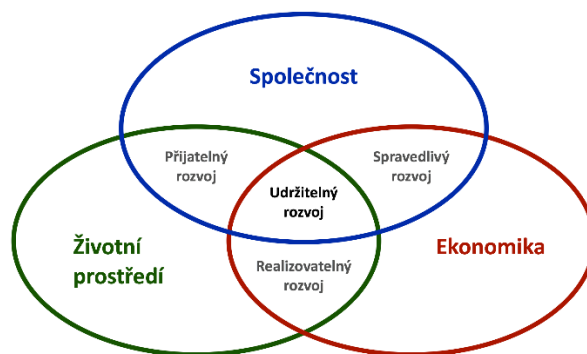 Společnost
Přijatelný
rozvoj
Spravedlivý
rozvoj
Udržitelný
rozvoj
Životní
prostředí
Ekonomika
Realizovatelný
rozvoj